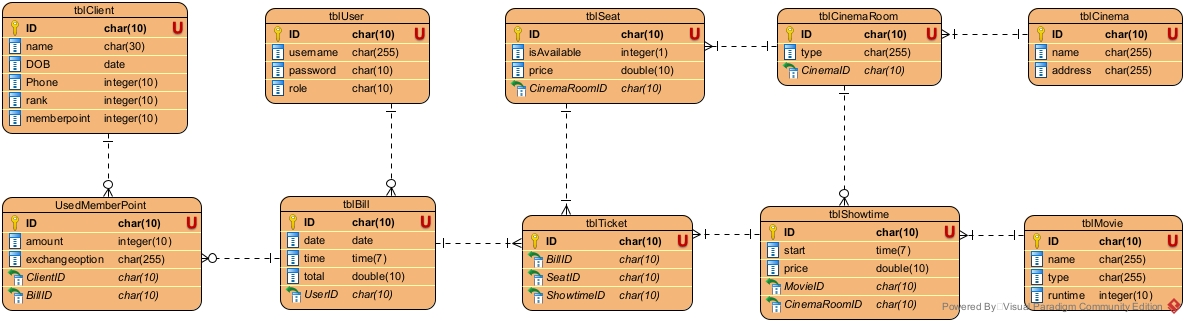 tblClient
ID char(10) U
name char(30)
DOB date
Phone integer(10)
rank integer(10)
memberpoint integer(10)
tblUser
ID char(10) U
username char(255)
password char(10)
role char(10)
tblSeat
ID char(10) U
isAvailable integer(1)
price double(10)
CinemaRoomID char(10)
tblCinemaRoom
ID char(10) U
type char(255)
CinemaID char(10)
tblCinema
ID char(10) U
name char(255)
address char(255)
UsedMemberPoint
ID char(10) U
amount integer(10)
exchangeoption char(255)
ClientID char(10)
BillID char(10)
tblBill
ID char(10) U
date date
time time(7)
total double(10)
UserID char(10)
tblTicket
ID char(10) U
BillID char(10)
SeatID char(10)
ShowtimeID char(10)
tblShowtime
ID char(10) U
start time(7)
price double(10)
MovieID char(10)
CinemaRoomID char(10)
tblMovie
ID char(10) U
name char(255)
type char(255)
runtime integer(10)
Powered By Visual Paradigm Community Edition